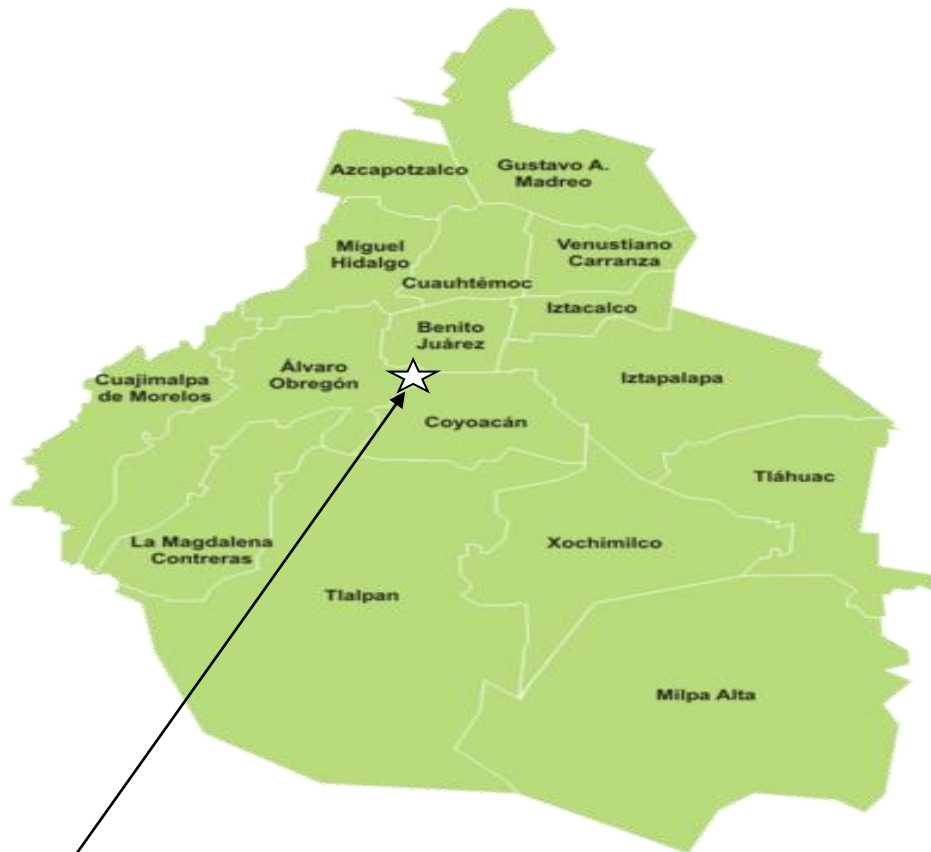 Azcapotzalco
Gustavo A.
Madreo
Miguel
Hidalgo
Venustiano
Carranza
Cuauhtémoc
Iztacalco
Benito
Juárez
Cuajimalpa
de Morelos
Álvaro
Obregón
Iztapalapa
Coyoacán
Tláhuac
La Magdalena
Contreras
Xochimilco
Tlalpan
Milpa Alta